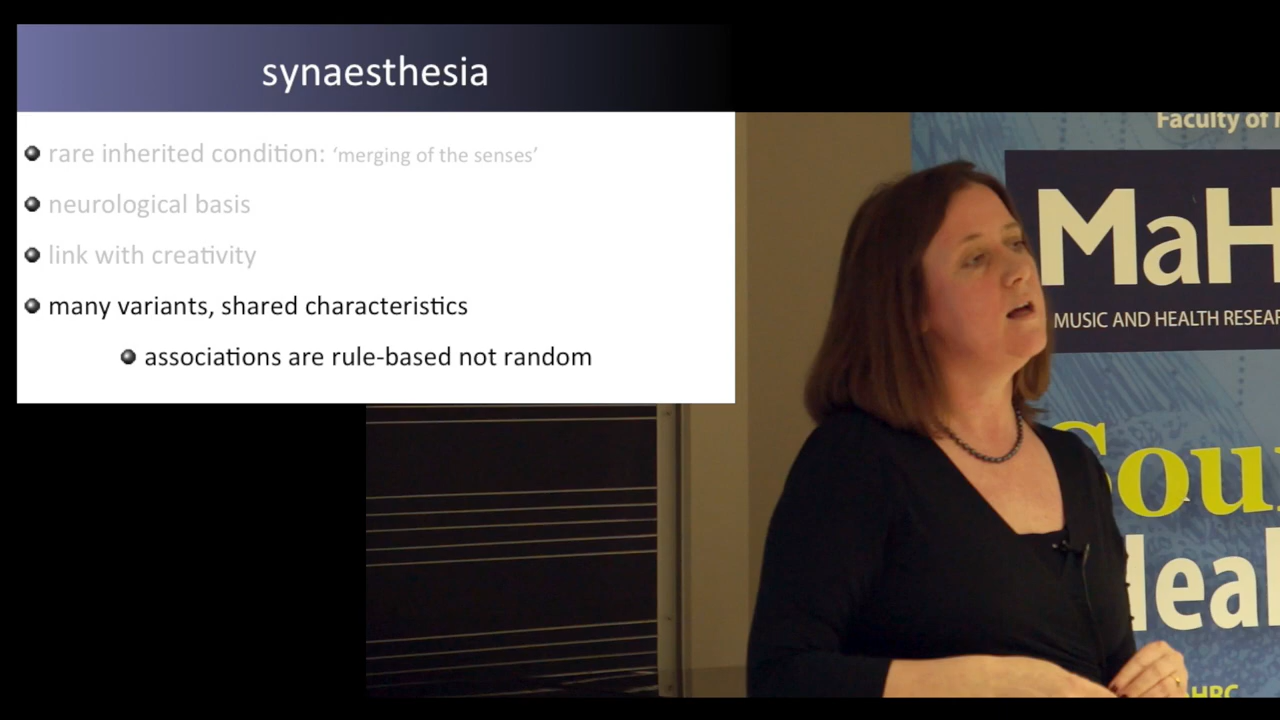 synaesthesia
rare inherited condition: ‘merging of the senses’
neurological basis
link with creativity
many variants, shared characteristics
associations are rule-based not random
Faculty of
MaH
MUSIC AND HEALTH RESEAR
Sou
Heal
HRC